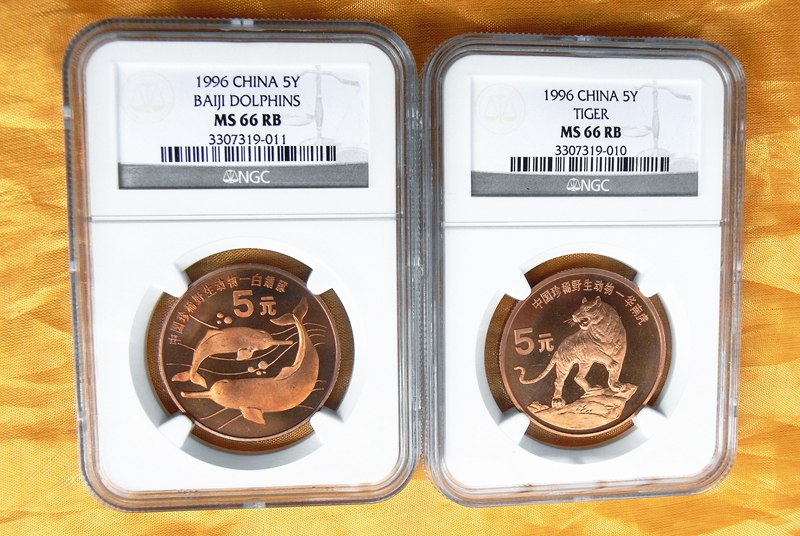 1996 CHINA 5Y
BAIJI DOLPHINS
MS 66 RB
3307319-011
NGC
中国珍稀野生动物—白鱀豚
5元
1996 CHINA 5Y
TIGER
MS 66 RB
3307319-010
NGC
中国珍稀野生动物—华南虎
5元